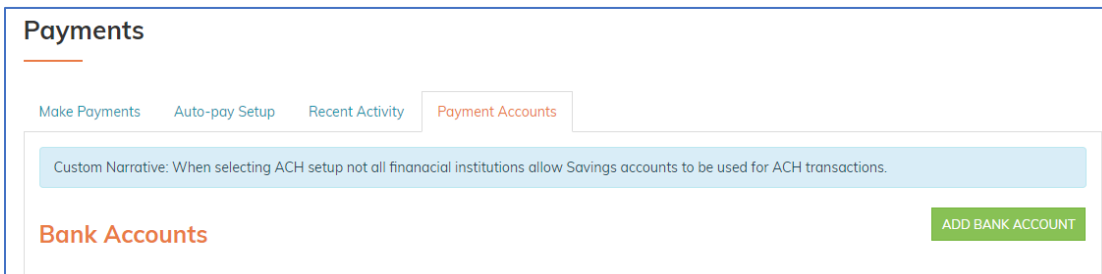 Payments
Make Payments Auto-pay Setup Recent Activity Payment Accounts
Custom Narrative: When selecting ACH setup not all finanacial institutions allow Savings accounts to be used for ACH transactions.
Bank Accounts ADD BANK ACCOUNT